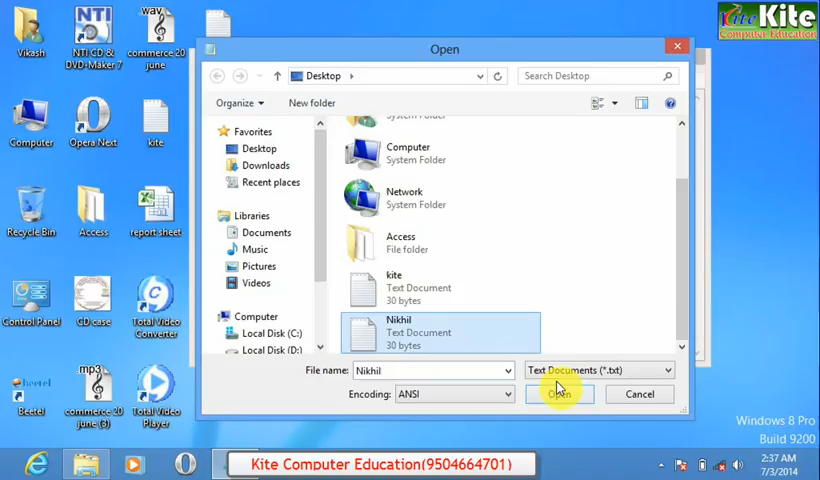 Vikash
NTI CD &
DVD-Maker 7
wav
commerce 20
june
Kite Kite
Computer Education
Computer
Opera Next
kite
Recycle Bin
Access
report sheet
Control Panel
CD case
Total Video
Converter
Beetel
mp3
commerce 20
june (3)
Total Video
Player
Open
Desktop
Search Desktop
Organize
New folder
Favorites
Desktop
Downloads
Recent places
Libraries
Documents
Music
Pictures
Videos
Computer
Local Disk (C:)
Local Disk (D:)
System Folder
Computer
System Folder
Network
System Folder
Access
File folder
kite
Text Document
30 bytes
Nikhil
Text Document
30 bytes
File name:
Nikhil
Text Documents (*.txt)
Encoding:
ANSI
Open
Cancel
Windows 8 Pro
Build 9200
Kite Computer Education(9504664701)
2:37 AM
7/3/2014